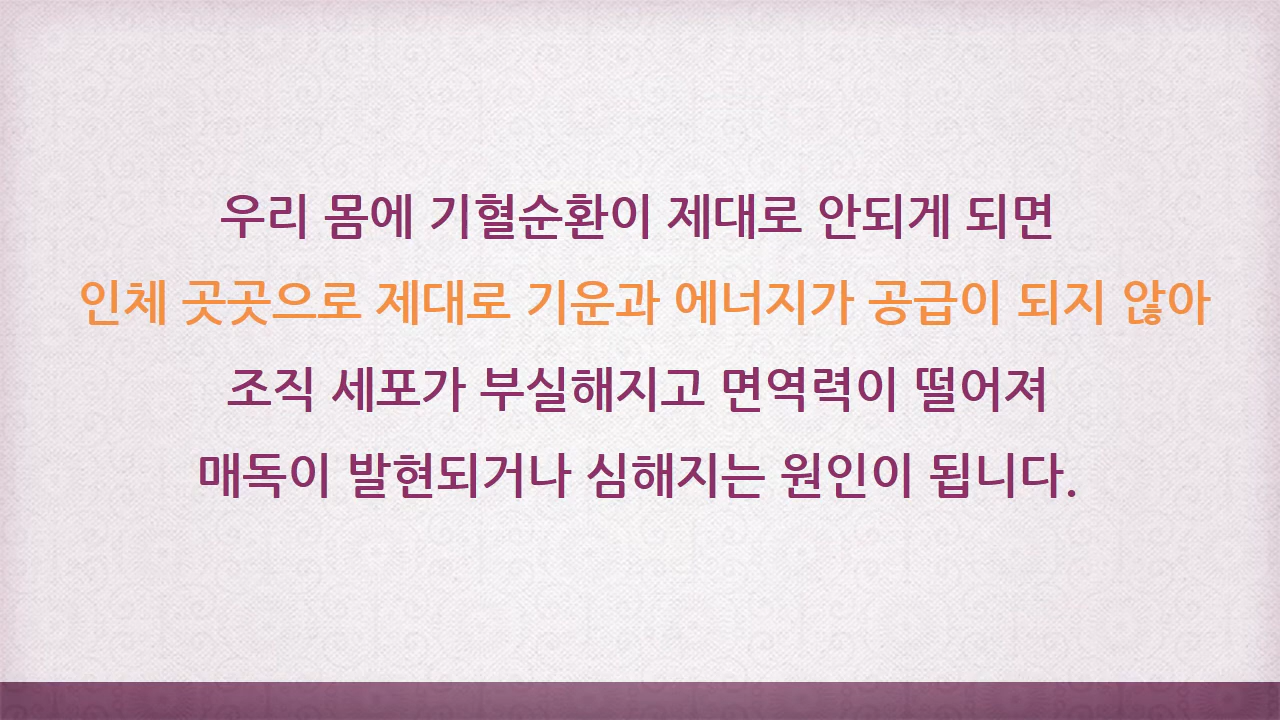 우리 몸에 기혈순환이 제대로 안되게 되면
인체 곳곳으로 제대로 기운과 에너지가 공급이 되지 않아
조직 세포가 부실해지고 면역력이 떨어져
매독이 발현되거나 심해지는 원인이 됩니다.